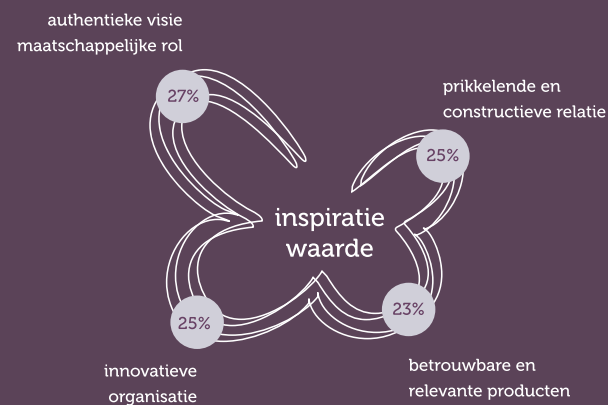 authentieke visie
maatschappelijke rol
27%
prikkelende en
constructieve relatie
25%
inspiratie
waarde
25%
innovatieve
organisatie
23%
betrouwbare en
relevante producten